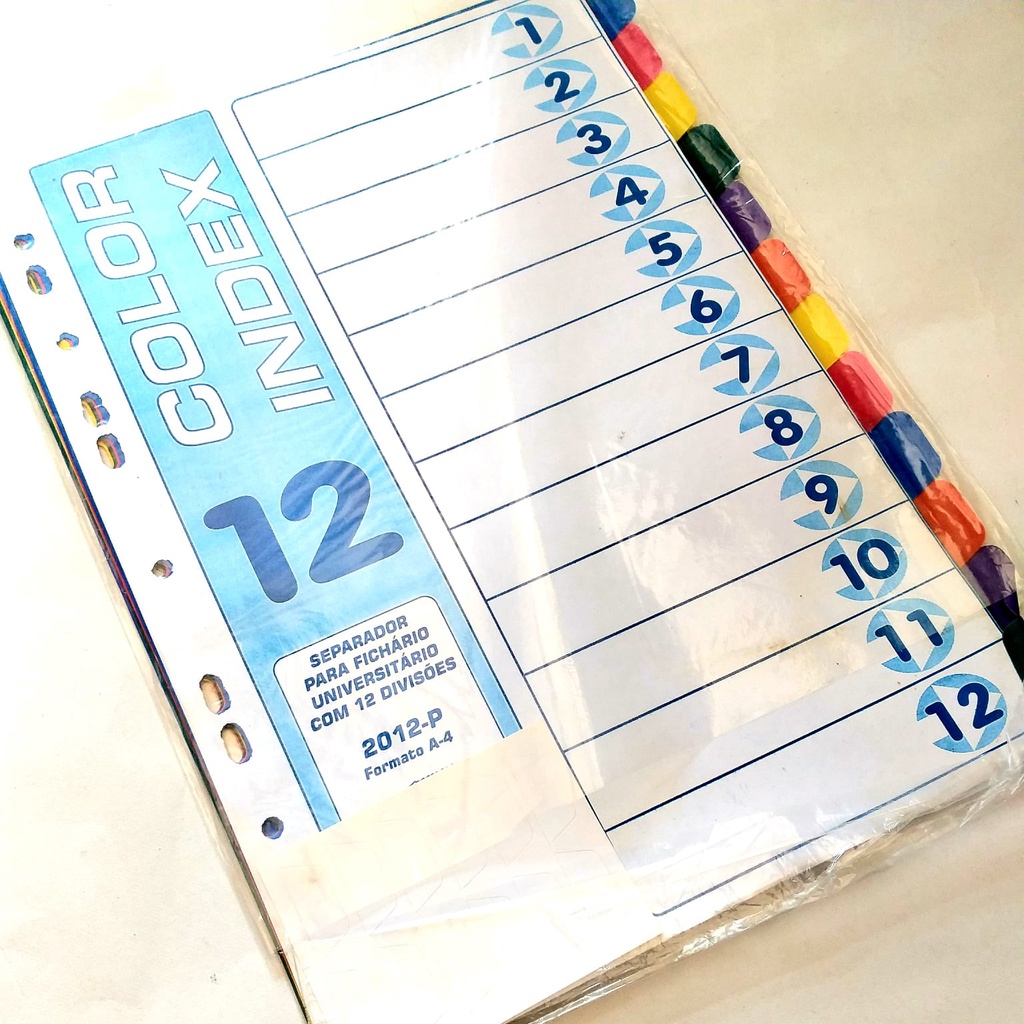 COLOR
INDEX
12
SEPARADOR
PARA FICHÁRIO
UNIVERSITÁRIO
COM 12 DIVISÕES
2012-P
Formato A-4
1
2
3
4
5
6
7
8
9
10
11
12